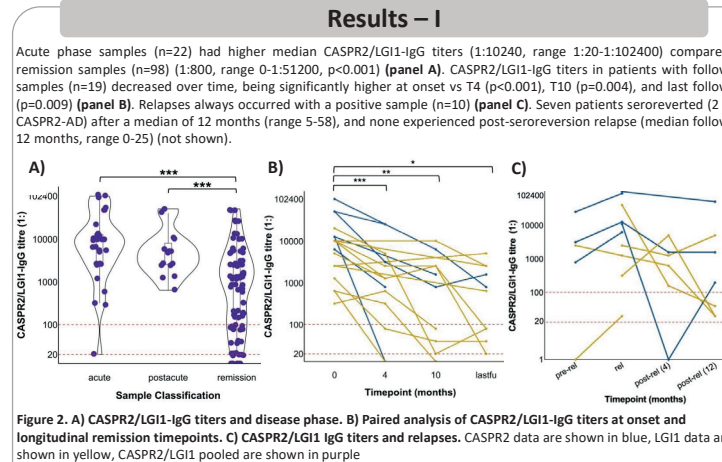 Results – I
Acute phase samples (n=22) had higher median CASPR2/LGI1-IgG titers (1:10240, range 1:20-1:102400) compare
remission samples (n=98) (1:800, range 0-1:51200, p<0.001) (panel A). CASPR2/LGI1-IgG titers in patients with follow
samples (n=19) decreased over time, being significantly higher at onset vs T4 (p<0.001), T10 (p=0.004), and last follow
(p=0.009) (panel B). Relapses always occurred with a positive sample (n=10) (panel C). Seven patients seroreverted (2
CASPR2-AD) after a median of 12 months (range 5-58), and none experienced post-seroreversion relapse (median follow
12 months, range 0-25) (not shown).
A) B) C)
*** *** *** ** *
CASPR2/LGI1-IgG titre (1:)
102400
10000
1000
100
20
acute postacute remission
Sample Classification
CASPR2/LGI1-IgG titre (1:)
102400
10000
1000
100
20
0 4 10 lastfu
Timepoint (months)
CASPR2/LGI1-IgG titre (1:)
102400
10000
1000
100
20
1
pre-rel rel post-rel (4) post-rel (12)
Timepoint (months)
Figure 2. A) CASPR2/LGI1-IgG titers and disease phase. B) Paired analysis of CASPR2/LGI1-IgG titers at onset and
longitudinal remission timepoints. C) CASPR2/LGI1 IgG titers and relapses. CASPR2 data are shown in blue, LGI1 data ar
shown in yellow, CASPR2/LGI1 pooled are shown in purple